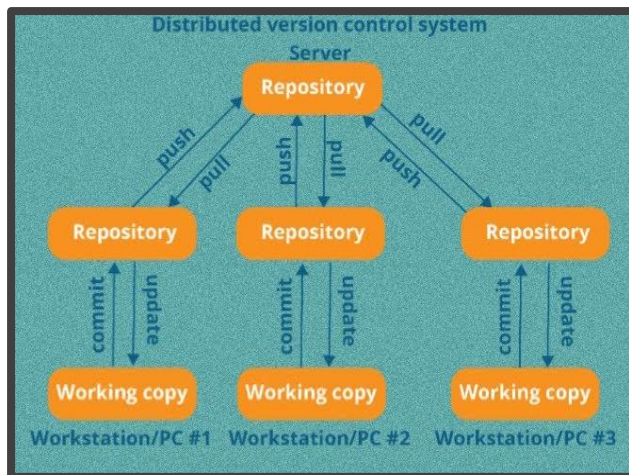 Distributed version control system
Server
Repository
push
pull
push
pull
push
pull
Repository
Repository
Repository
commit
update
commit
update
commit
update
Working copy
Working copy
Working copy
Workstation/PC #1
Workstation/PC #2
Workstation/PC #3